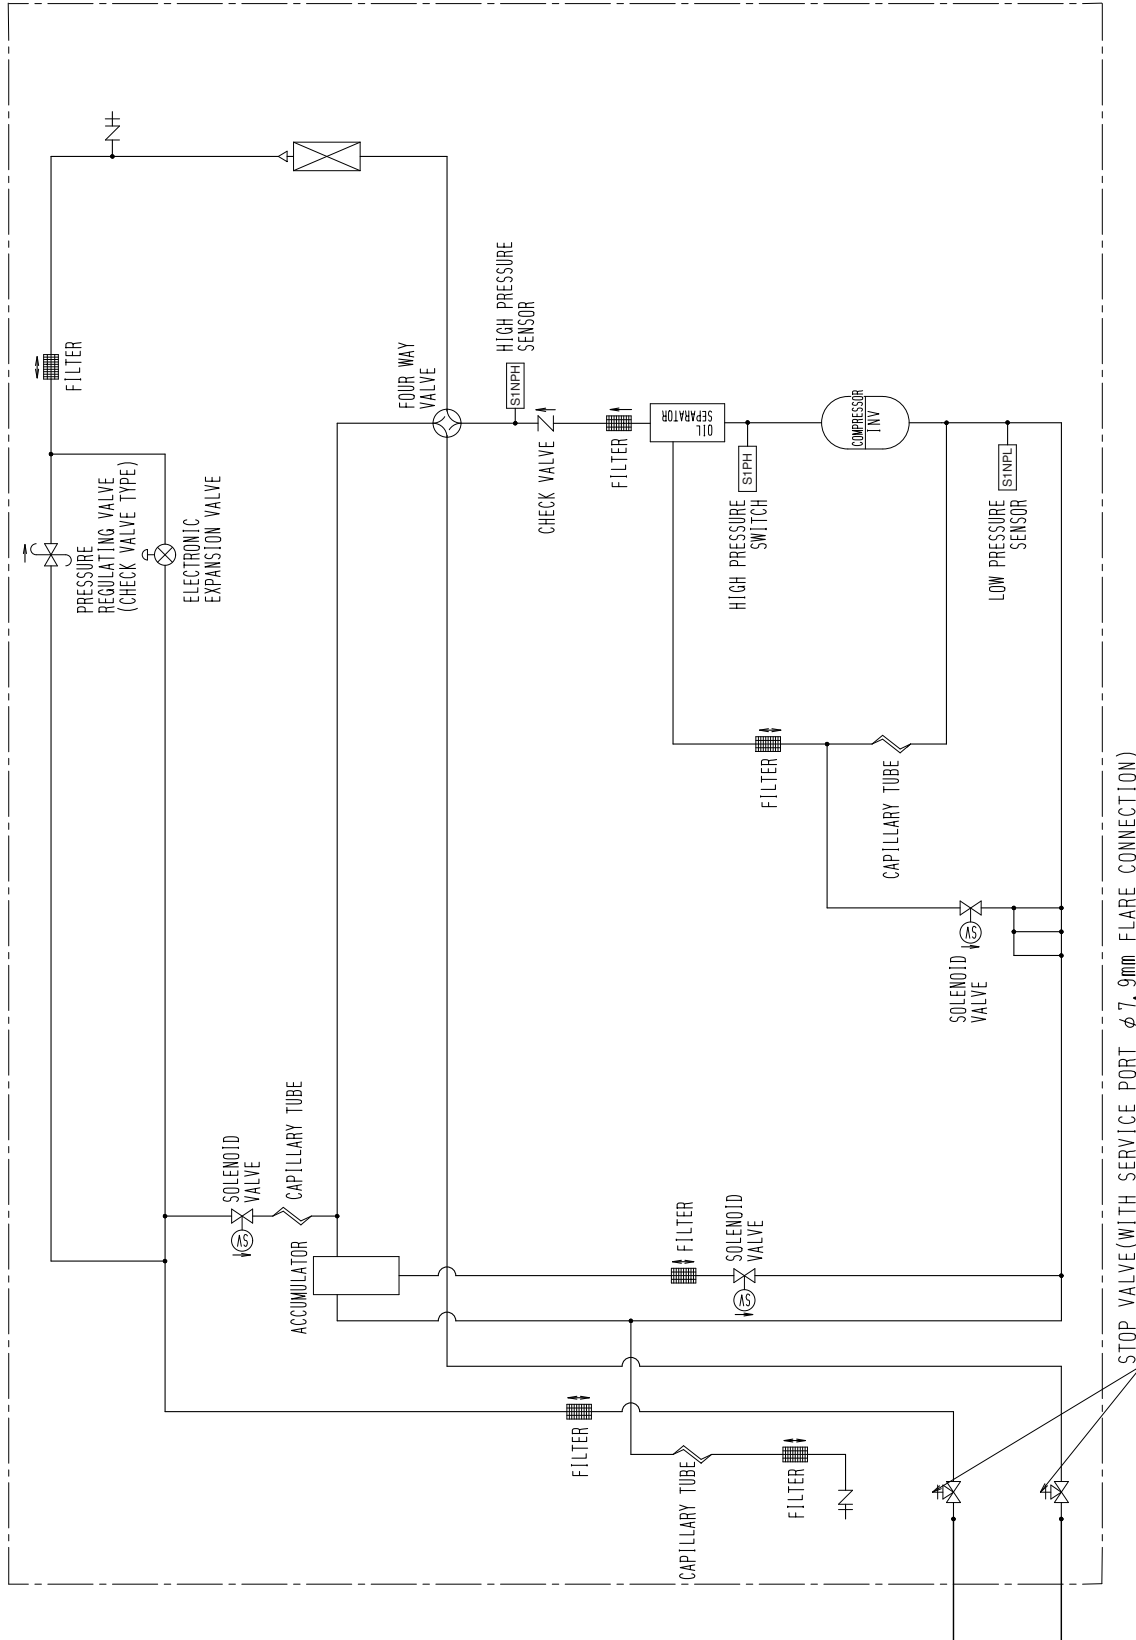 FILTER
PRESSURE
REGULATING VALVE
(CHECK VALVE TYPE)
ELECTRONIC
EXPANSION VALVE
FOUR WAY
VALVE
HIGH PRESSURE
SENSOR
S1NPH
CHECK VALVE
FILTER
OIL
SEPARATOR
S1PH
HIGH PRESSURE
SWITCH
COMPRESSOR
INV
S1NPL
LOW PRESSURE
SENSOR
FILTER
CAPILLARY TUBE
SV
SOLENOID
VALVE
SOLENOID
VALVE
SV
CAPILLARY TUBE
ACCUMULATOR
FILTER
SOLENOID
VALVE
SV
FILTER
CAPILLARY TUBE
FILTER
STOP VALVE(WITH SERVICE PORT φ7.9mm FLARE CONNECTION)